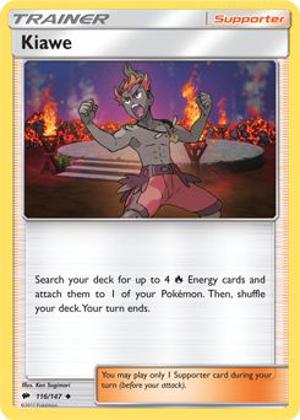 TRAINER Supporter
Kiawe
Search your deck for up to 4 Energy cards and
attach them to 1 of your Pokémon. Then, shuffle
your deck.Your turn ends.
Illus. Ken Sugimori
116/147
©2017 Pokémon
You may play only 1 Supporter card during your
turn (before your attack).